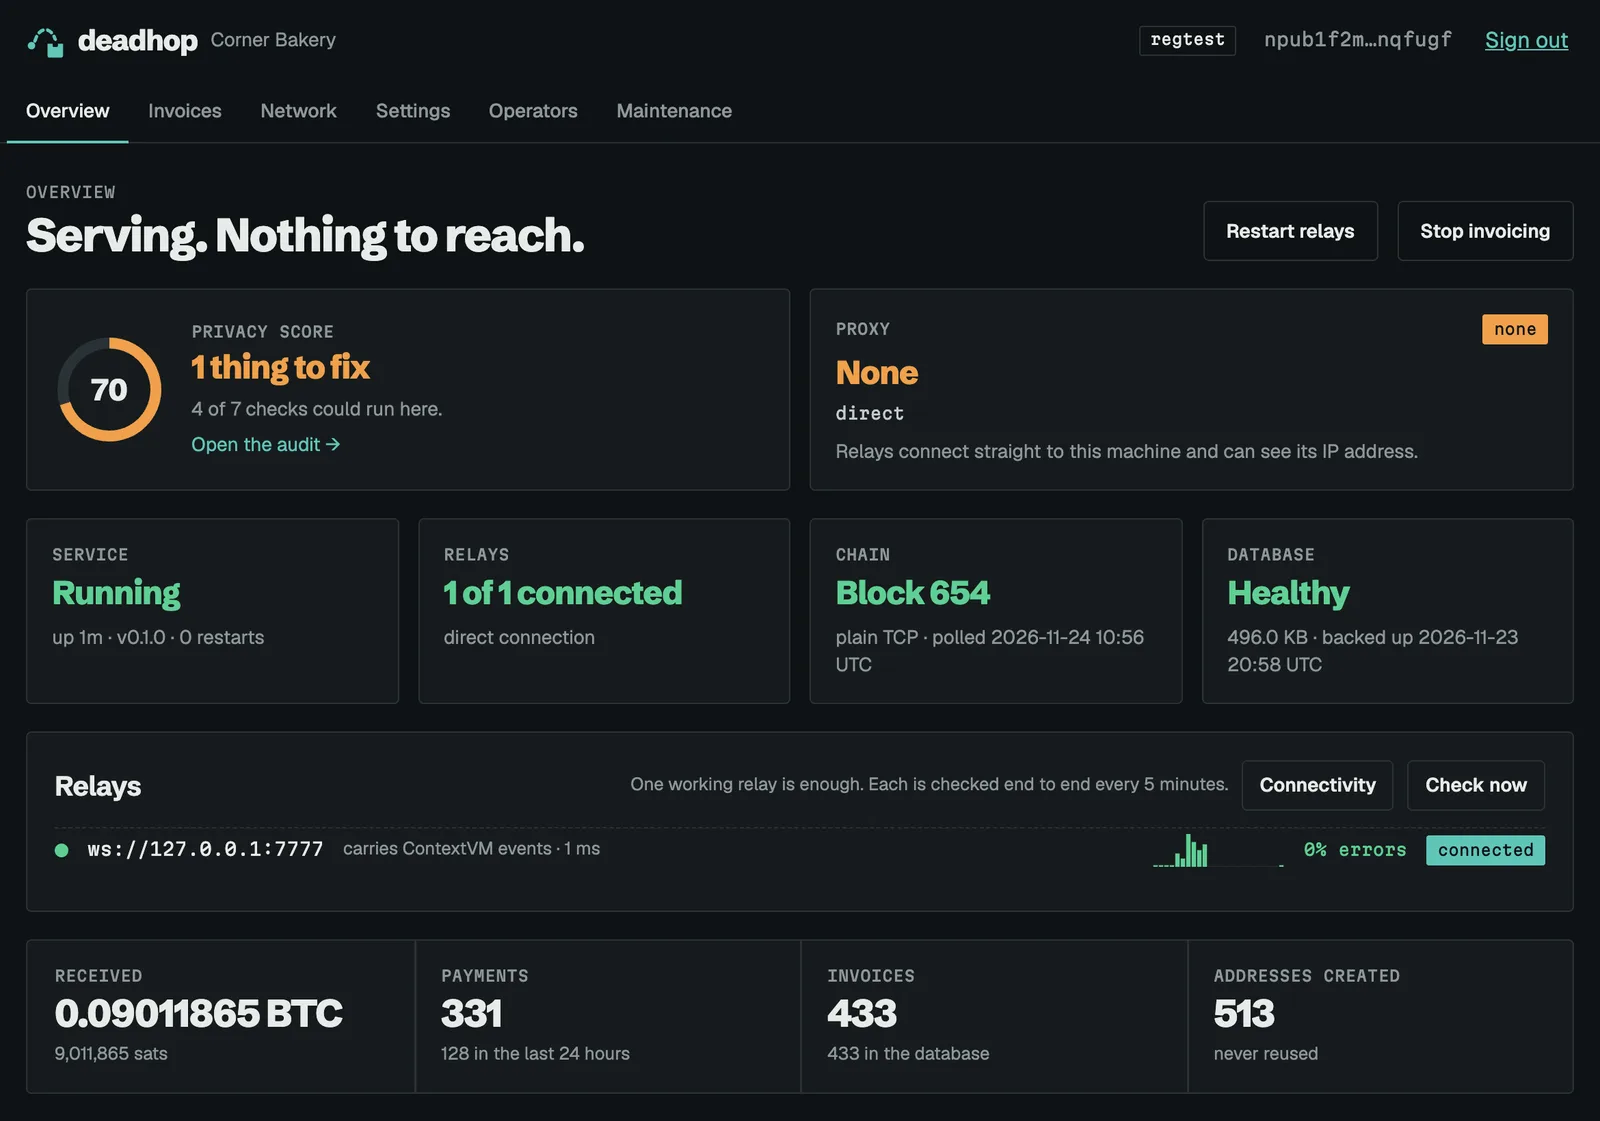 deadhop Corner Bakery
regtest npub1f2m…nqfugf Sign out
Overview Invoices Network Settings Operators Maintenance
OVERVIEW
Serving. Nothing to reach.
Restart relays Stop invoicing
70
PRIVACY SCORE
1 thing to fix
4 of 7 checks could run here.
Open the audit →
PROXY
none
None
direct
Relays connect straight to this machine and can see its IP address.
SERVICE
Running
up 1m · v0.1.0 · 0 restarts
RELAYS
1 of 1 connected
direct connection
CHAIN
Block 654
plain TCP · polled 2026-11-24 10:56
UTC
DATABASE
Healthy
496.0 KB · backed up 2026-11-23
20:58 UTC
Relays
One working relay is enough. Each is checked end to end every 5 minutes.
Connectivity Check now
ws://127.0.0.1:7777 carries ContextVM events · 1 ms
0% errors connected
RECEIVED
0.09011865 BTC
9,011,865 sats
PAYMENTS
331
128 in the last 24 hours
INVOICES
433
433 in the database
ADDRESSES CREATED
513
never reused